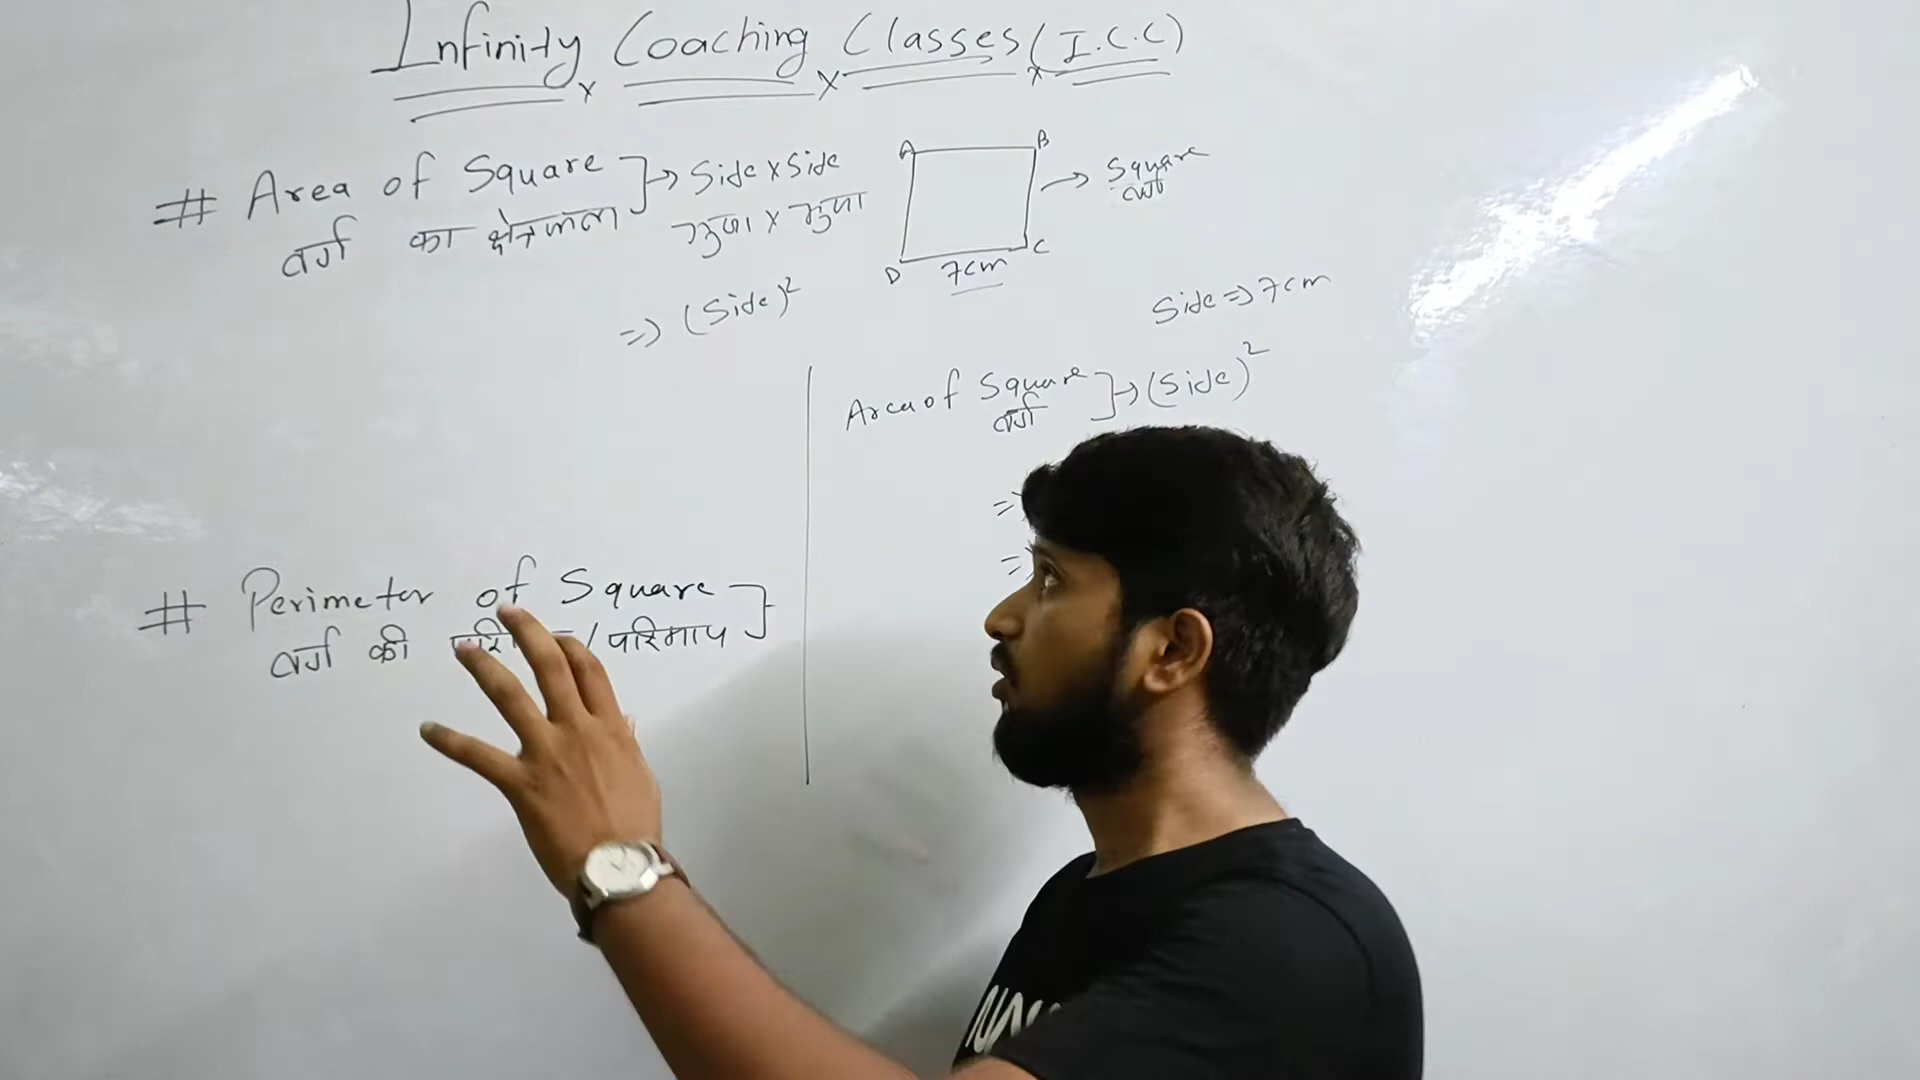 Infinity Coaching Classes (I.C.C)
# Area of Square → Side x Side
वर्ग का क्षेत्रफल भुजा x भुजा
=> (Side)²
A B
D C
7cm
→ Square
वर्ग
Side => 7cm
Area of Square → (Side)²
वर्ग
=>
=>
# Perimeter of Square
वर्ग की / परिमाप